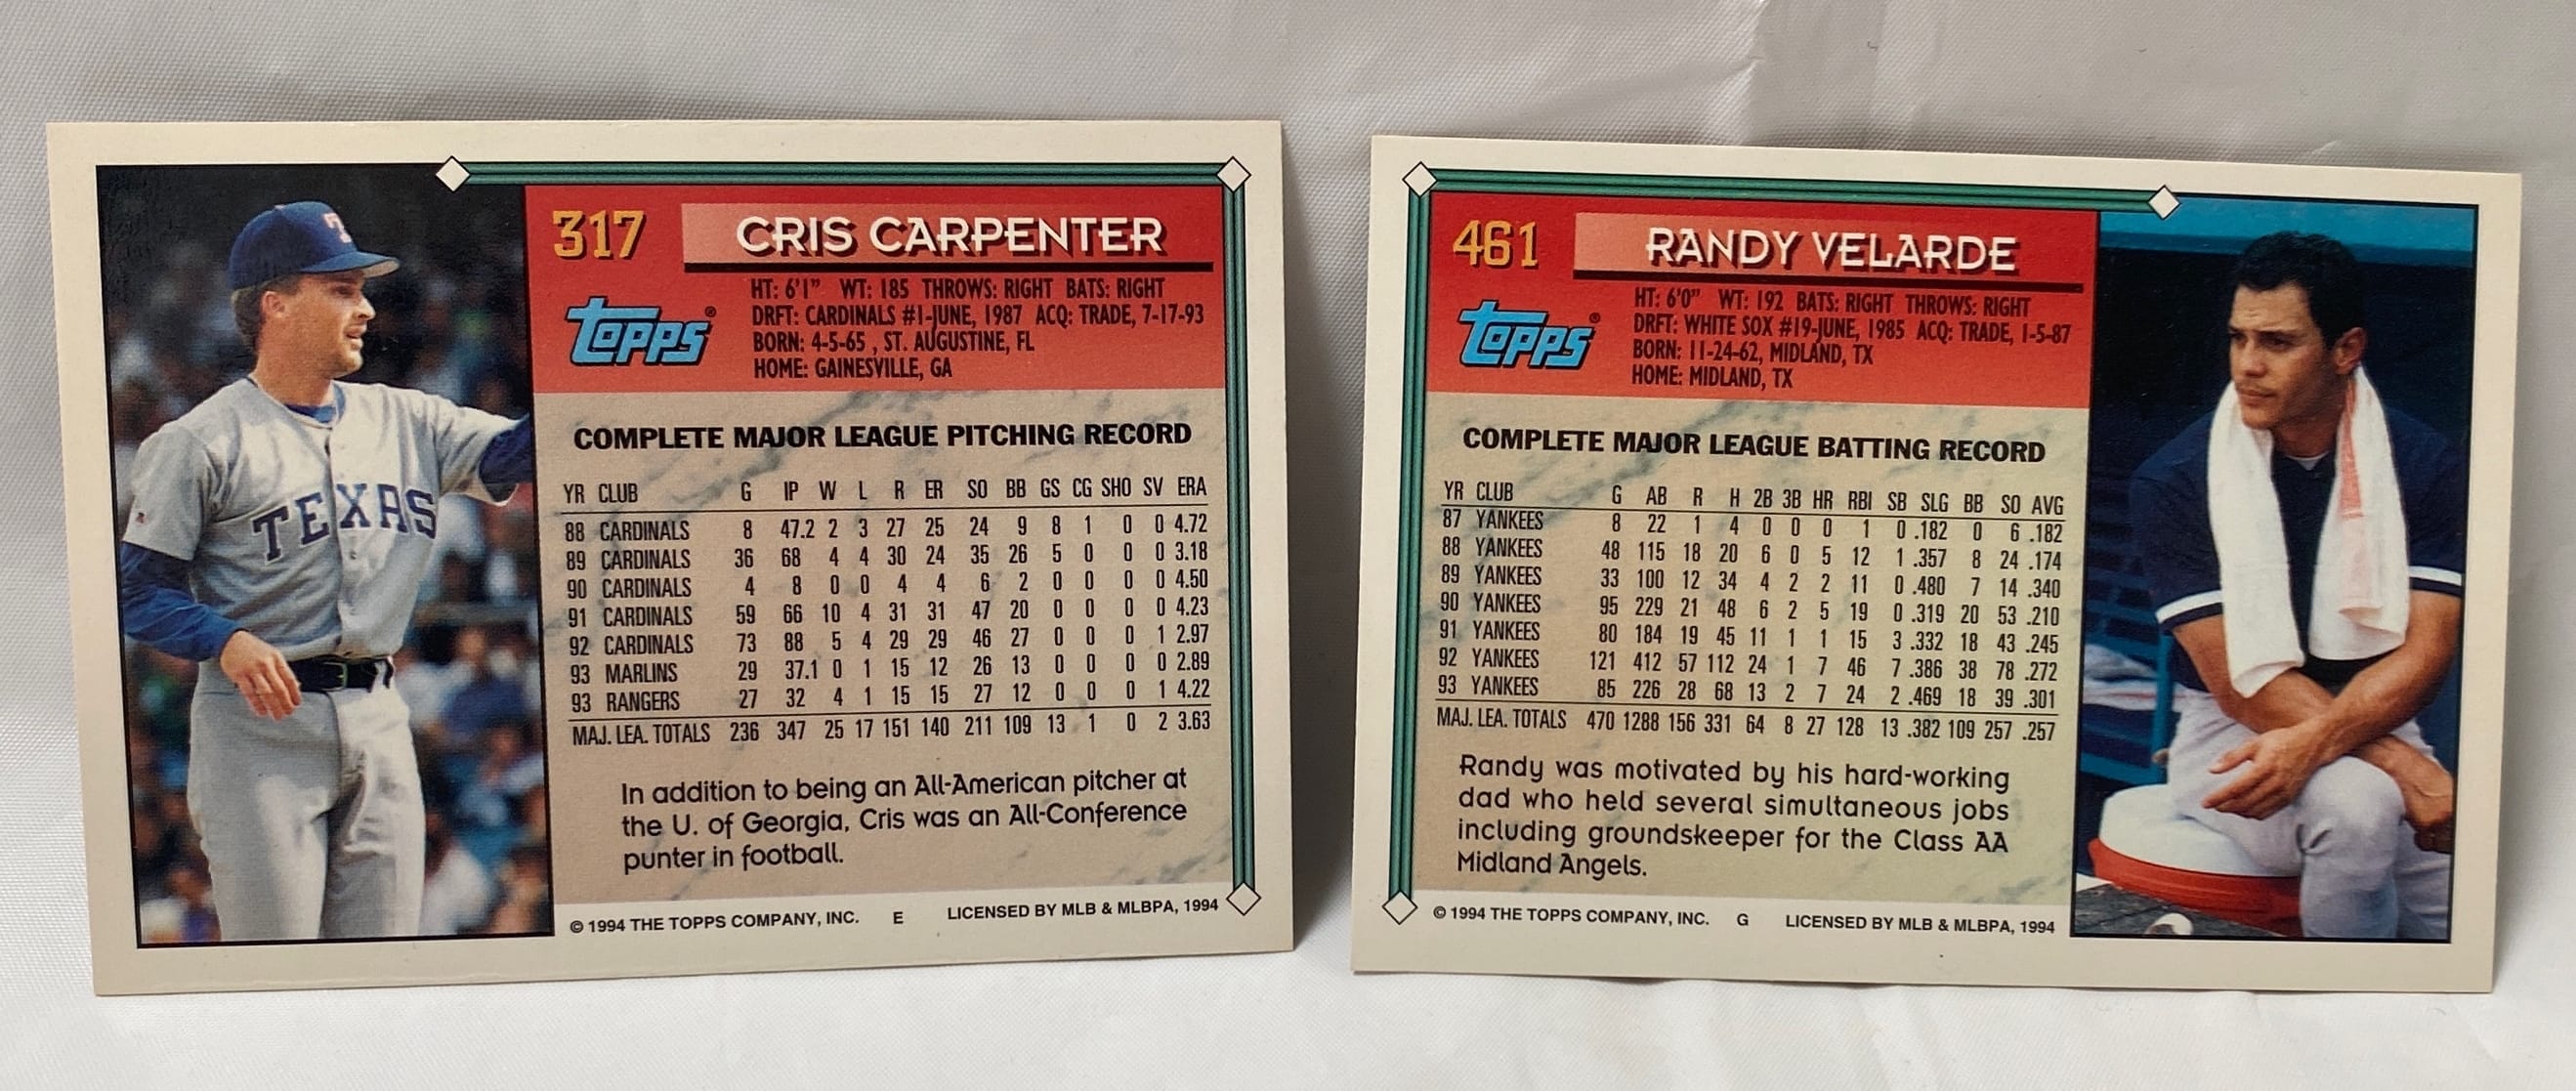 T
TEXAS
317 CRIS CARPENTER
Topps®
HT: 6'1" WT: 185 THROWS: RIGHT BATS: RIGHT
DRFT: CARDINALS #1-JUNE, 1987 ACQ: TRADE, 7-17-93
BORN: 4-5-65 , ST. AUGUSTINE, FL
HOME: GAINESVILLE, GA
COMPLETE MAJOR LEAGUE PITCHING RECORD
YR CLUB G IP W L R ER SO BB GS CG SHO SV ERA
88 CARDINALS 8 47.2 2 3 27 25 24 9 8 1 0 0 4.72
89 CARDINALS 36 68 4 4 30 24 35 26 5 0 0 0 3.18
90 CARDINALS 4 8 0 0 4 4 6 2 0 0 0 0 4.50
91 CARDINALS 59 66 10 4 31 31 47 20 0 0 0 0 4.23
92 CARDINALS 73 88 5 4 29 29 46 27 0 0 0 1 2.97
93 MARLINS 29 37.1 0 1 15 12 26 13 0 0 0 0 2.89
93 RANGERS 27 32 4 1 15 15 27 12 0 0 0 1 4.22
MAJ. LEA. TOTALS 236 347 25 17 151 140 211 109 13 1 0 2 3.63
In addition to being an All-American pitcher at
the U. of Georgia, Cris was an All-Conference
punter in football.
© 1994 THE TOPPS COMPANY, INC. E LICENSED BY MLB & MLBPA, 1994
461 RANDY VELARDE
Topps®
HT: 6'0" WT: 192 BATS: RIGHT THROWS: RIGHT
DRFT: WHITE SOX #19-JUNE, 1985 ACQ: TRADE, 1-5-87
BORN: 11-24-62, MIDLAND, TX
HOME: MIDLAND, TX
COMPLETE MAJOR LEAGUE BATTING RECORD
YR CLUB G AB R H 2B 3B HR RBI SB SLG BB SO AVG
87 YANKEES 8 22 1 4 0 0 0 1 0 .182 0 6 .182
88 YANKEES 48 115 18 20 6 0 5 12 1 .357 8 24 .174
89 YANKEES 33 100 12 34 4 2 2 11 0 .480 7 14 .340
90 YANKEES 95 229 21 48 6 2 5 19 0 .319 20 53 .210
91 YANKEES 80 184 19 45 11 1 1 15 3 .332 18 43 .245
92 YANKEES 121 412 57 112 24 1 7 46 7 .386 38 78 .272
93 YANKEES 85 226 28 68 13 2 7 24 2 .469 18 39 .301
MAJ. LEA. TOTALS 470 1288 156 331 64 8 27 128 13 .382 109 257 .257
Randy was motivated by his hard-working
dad who held several simultaneous jobs
including groundskeeper for the Class AA
Midland Angels.
© 1994 THE TOPPS COMPANY, INC. G LICENSED BY MLB & MLBPA, 1994